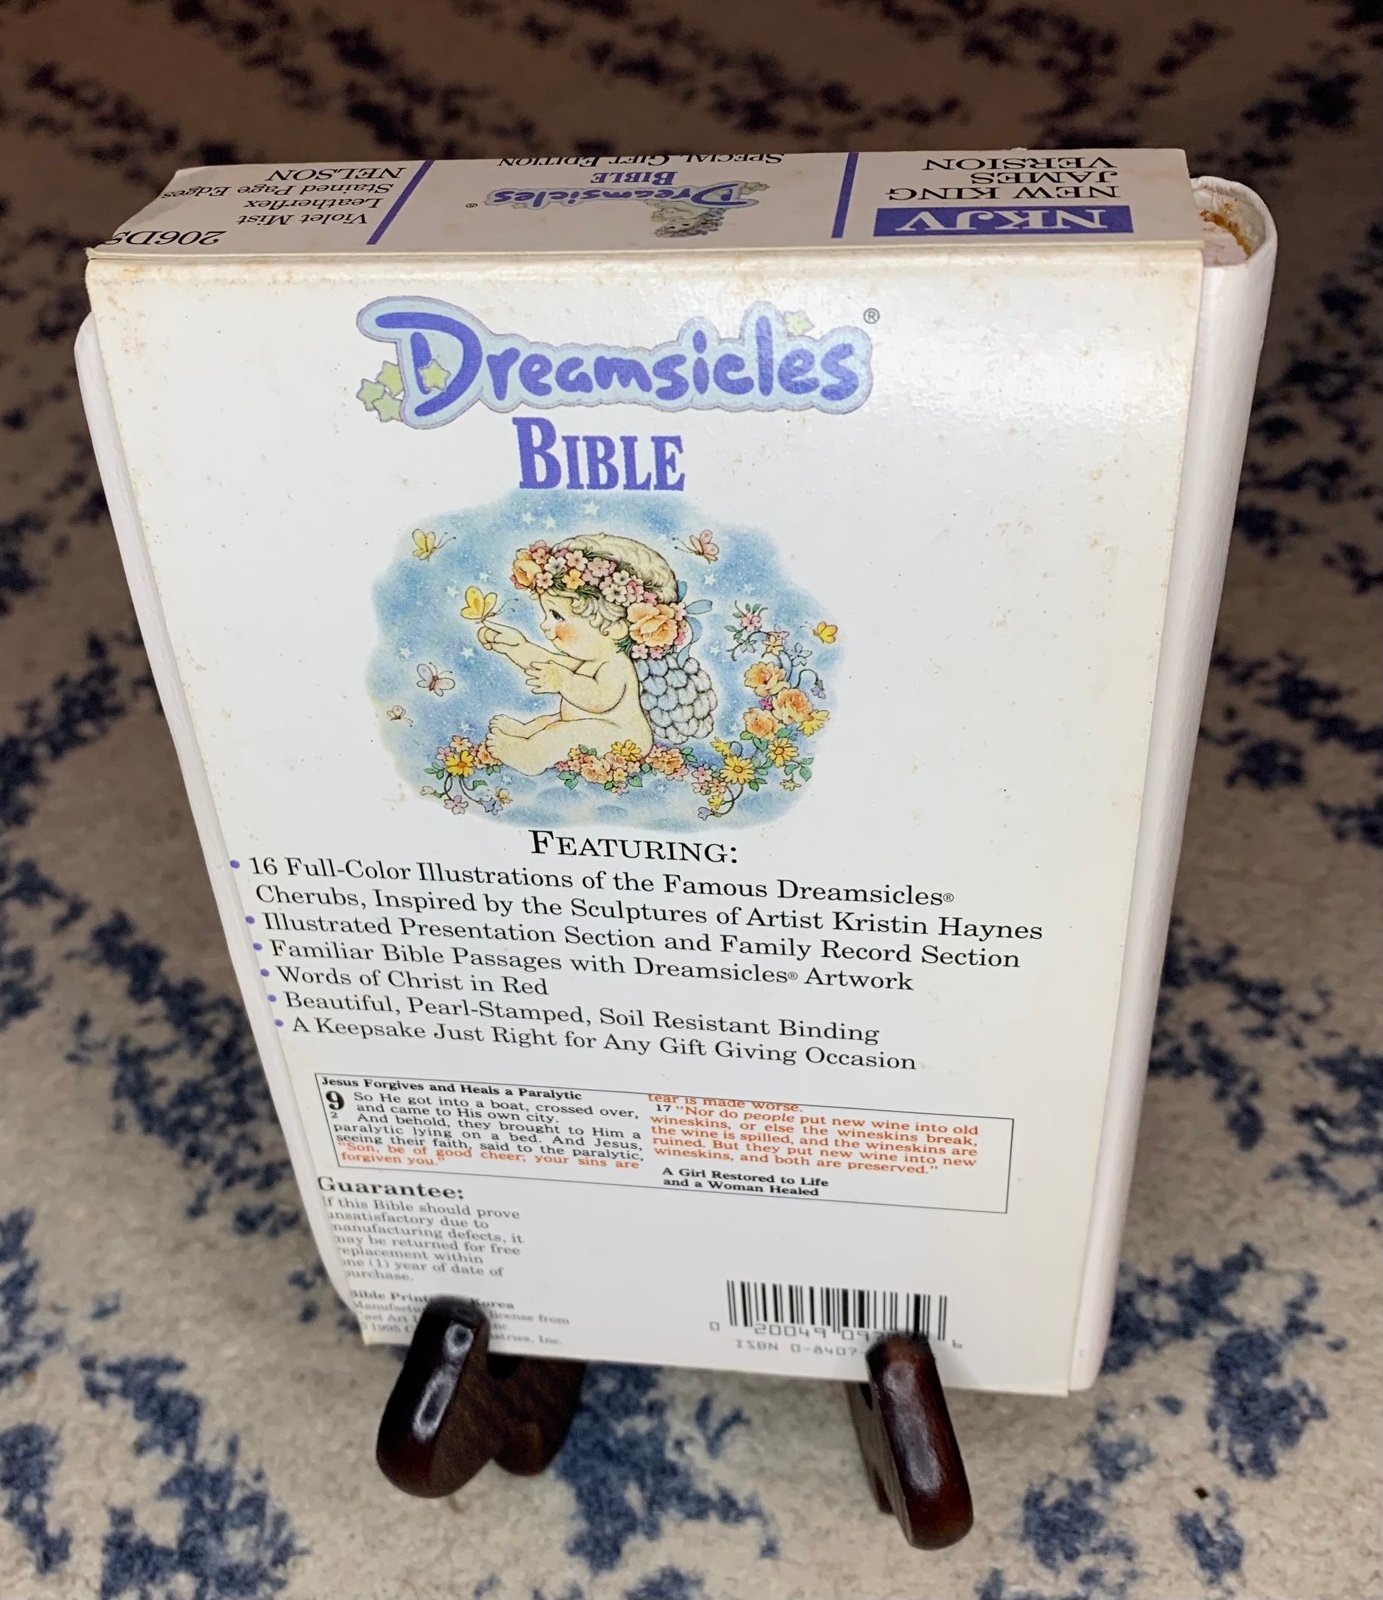 206DS
Violet Mist
Leatherflex
Stained Page Edges
NELSON
Dreamsicles®
BIBLE
SPECIAL GIFT EDITION
NKJV
NEW KING
JAMES
VERSION
Dreamsicles®
BIBLE
FEATURING:
• 16 Full-Color Illustrations of the Famous Dreamsicles®
Cherubs, Inspired by the Sculptures of Artist Kristin Haynes
• Illustrated Presentation Section and Family Record Section
• Familiar Bible Passages with Dreamsicles® Artwork
• Words of Christ in Red
• Beautiful, Pearl-Stamped, Soil Resistant Binding
• A Keepsake Just Right for Any Gift Giving Occasion
Jesus Forgives and Heals a Paralytic
9 So He got into a boat, crossed over,
and came to His own city.
2 And behold, they brought to Him a
paralytic lying on a bed. And Jesus,
seeing their faith, said to the paralytic,
"Son, be of good cheer; your sins are
forgiven you."
tear is made worse.
17 "Nor do people put new wine into old
wineskins, or else the wineskins break,
the wine is spilled, and the wineskins are
ruined. But they put new wine into new
wineskins, and both are preserved."
A Girl Restored to Life
and a Woman Healed
Guarantee:
If this Bible should prove
unsatisfactory due to
manufacturing defects, it
may be returned for free
replacement within
one (1) year of date of
purchase.
Bible Korea
license from
1995
0 20049 6
ISBN 0-8407-